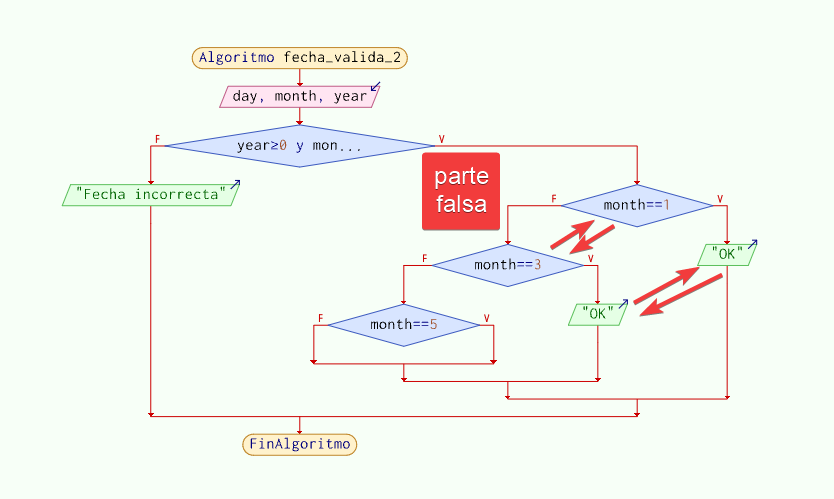 Algoritmo fecha_valida_2
day, month, year
F
year≥0 y mon...
V
"Fecha incorrecta"
parte
falsa
F
month==1
V
"OK"
F
month==3
V
"OK"
F
month==5
V
FinAlgoritmo